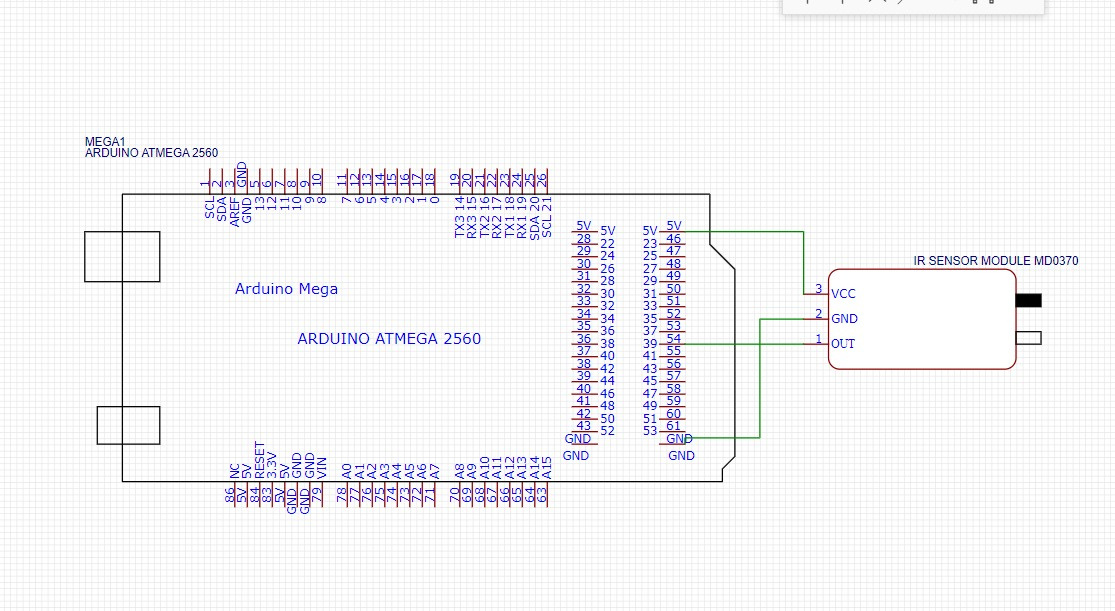 MEGA1
ARDUINO ATMEGA 2560
1 2 3 GND 5 6 7 8 9 10 11 12 13 14 15 16 17 18 19 20 21 22 23 24 25 26
SCL SDA AREF GND 13 12 11 10 9 8 7 6 5 4 3 2 1 0 TX3 14 RX3 15 TX2 16 RX2 17 TX1 18 RX1 19 SDA 20 SCL 21
5V 5V 5V 5V
28 22 23 46
29 24 25 47
30 26 27 48
31 28 29 49
32 30 31 50
33 32 33 51
34 34 35 52
35 36 37 53
36 38 39 54
37 40 41 55
38 42 43 56
39 44 45 57
40 46 47 58
41 48 49 59
42 50 51 60
43 52 53 61
GND GND
GND GND
Arduino Mega
ARDUINO ATMEGA 2560
IR SENSOR MODULE MD0370
3 VCC
2 GND
1 OUT
NC 5V RESET 3.3V 5V GND GND VIN A0 A1 A2 A3 A4 A5 A6 A7 A8 A9 A10 A11 A12 A13 A14 A15
86 5V 84 83 5V GND GND 79 78 77 76 75 74 73 72 71 70 69 68 67 66 65 64 63